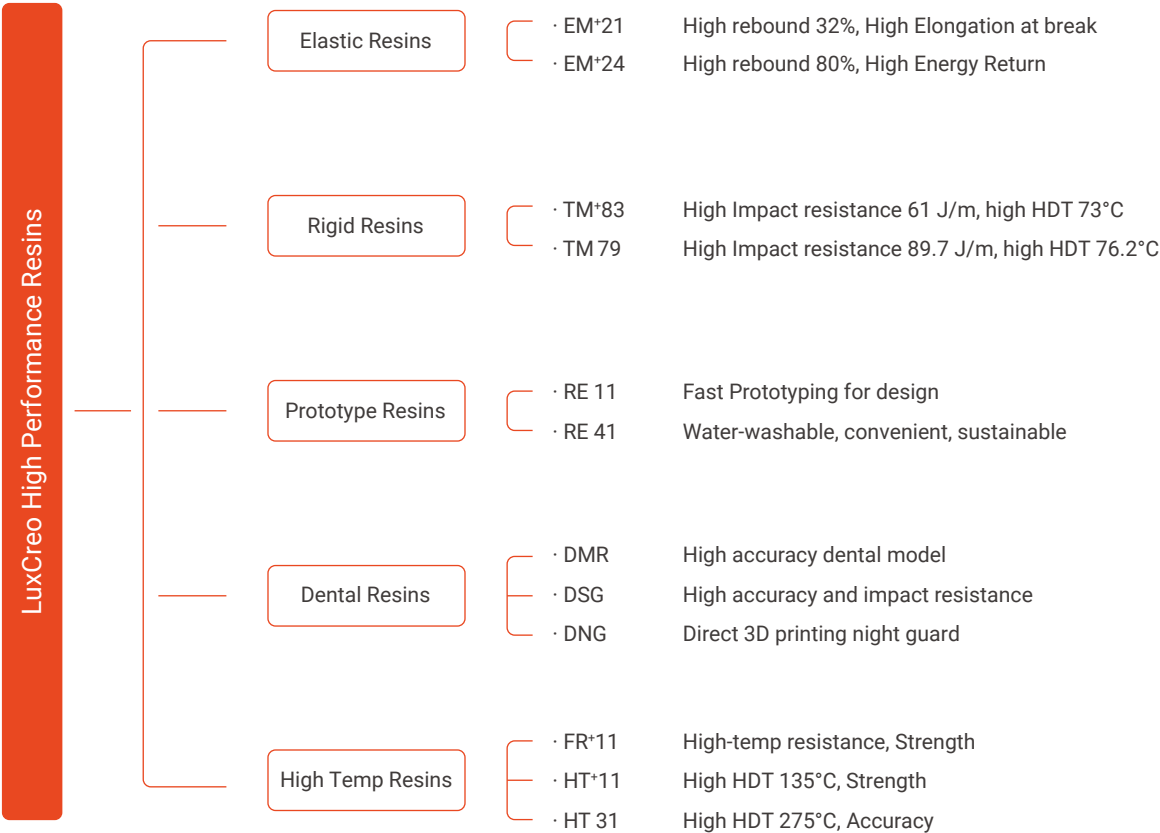 LuxCreo High Performance Resins
Elastic Resins
· EM⁺21 High rebound 32%, High Elongation at break
· EM⁺24 High rebound 80%, High Energy Return
Rigid Resins
· TM⁺83 High Impact resistance 61 J/m, high HDT 73°C
· TM 79 High Impact resistance 89.7 J/m, high HDT 76.2°C
Prototype Resins
· RE 11 Fast Prototyping for design
· RE 41 Water-washable, convenient, sustainable
Dental Resins
· DMR High accuracy dental model
· DSG High accuracy and impact resistance
· DNG Direct 3D printing night guard
High Temp Resins
· FR⁺11 High-temp resistance, Strength
· HT⁺11 High HDT 135°C, Strength
· HT 31 High HDT 275°C, Accuracy